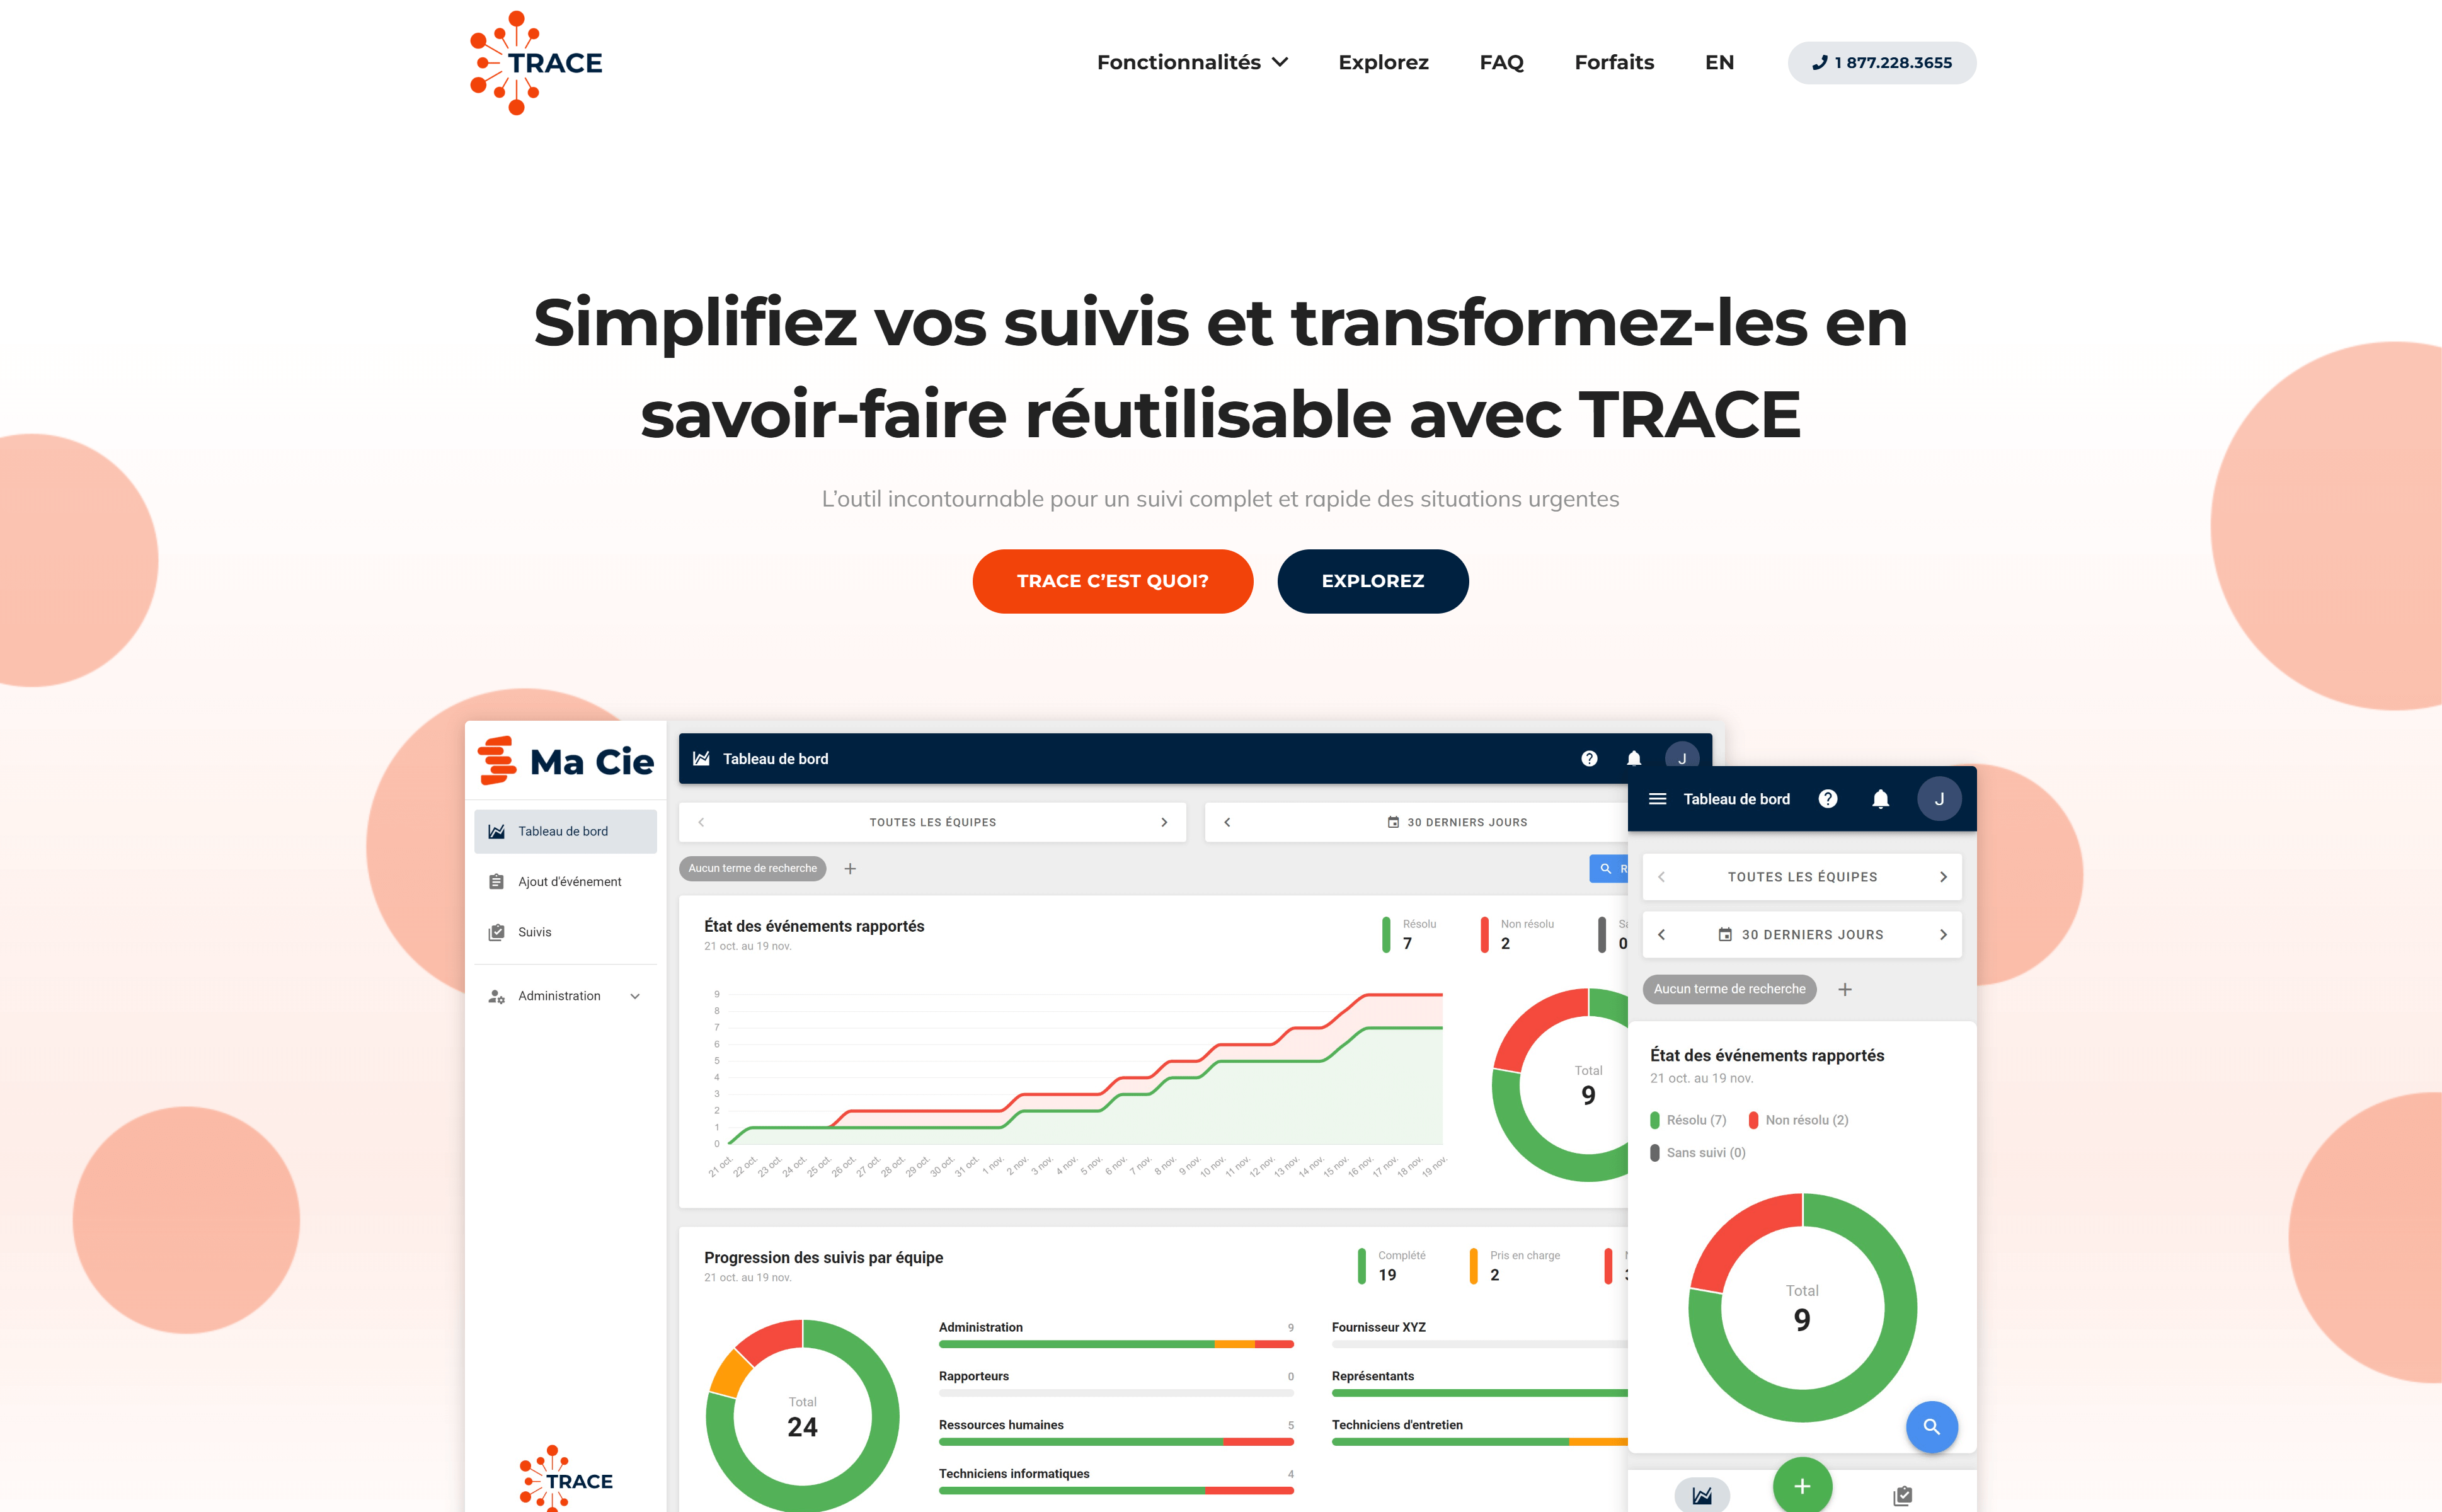 TRACE
Fonctionnalités
Explorez
FAQ
Forfaits
EN
1 877.228.3655
Simplifiez vos suivis et transformez-les en
savoir-faire réutilisable avec TRACE
L’outil incontournable pour un suivi complet et rapide des situations urgentes
TRACE C’EST QUOI?
EXPLOREZ
Ma Cie
Tableau de bord
Ajout d'événement
Suivis
Administration
TRACE
Tableau de bord
J
TOUTES LES ÉQUIPES
30 DERNIERS JOURS
Aucun terme de recherche
État des événements rapportés
21 oct. au 19 nov.
Résolu
7
Non résolu
2
0
9
8
7
6
5
4
3
2
1
0
21 oct.
22 oct.
23 oct.
24 oct.
25 oct.
26 oct.
27 oct.
28 oct.
29 oct.
30 oct.
31 oct.
1 nov.
2 nov.
3 nov.
4 nov.
5 nov.
6 nov.
7 nov.
8 nov.
9 nov.
10 nov.
11 nov.
12 nov.
13 nov.
14 nov.
15 nov.
16 nov.
17 nov.
18 nov.
19 nov.
Total
9
Progression des suivis par équipe
21 oct. au 19 nov.
Complété
19
Pris en charge
2
Total
24
Administration
9
Rapporteurs
0
Ressources humaines
5
Techniciens informatiques
4
Fournisseur XYZ
Représentants
Techniciens d'entretien
Tableau de bord
J
TOUTES LES ÉQUIPES
30 DERNIERS JOURS
Aucun terme de recherche
État des événements rapportés
21 oct. au 19 nov.
Résolu (7)
Non résolu (2)
Sans suivi (0)
Total
9